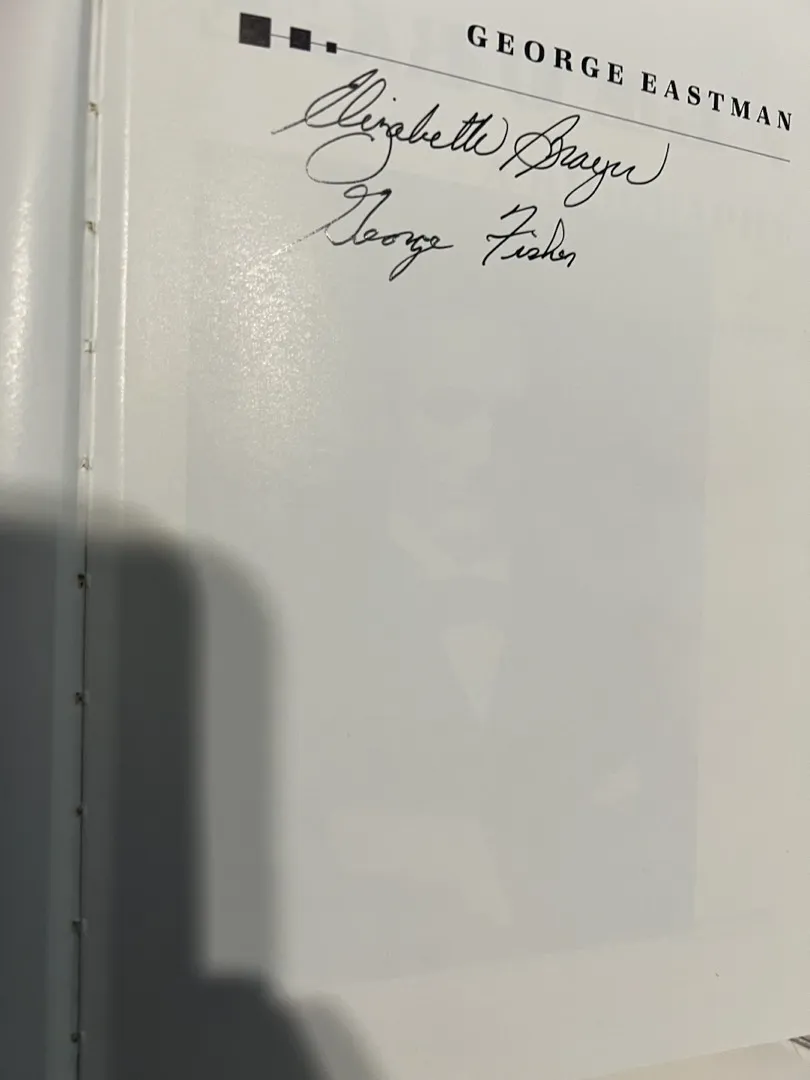 GEORGE EASTMAN
Elizabeth Brayer
George Fisher